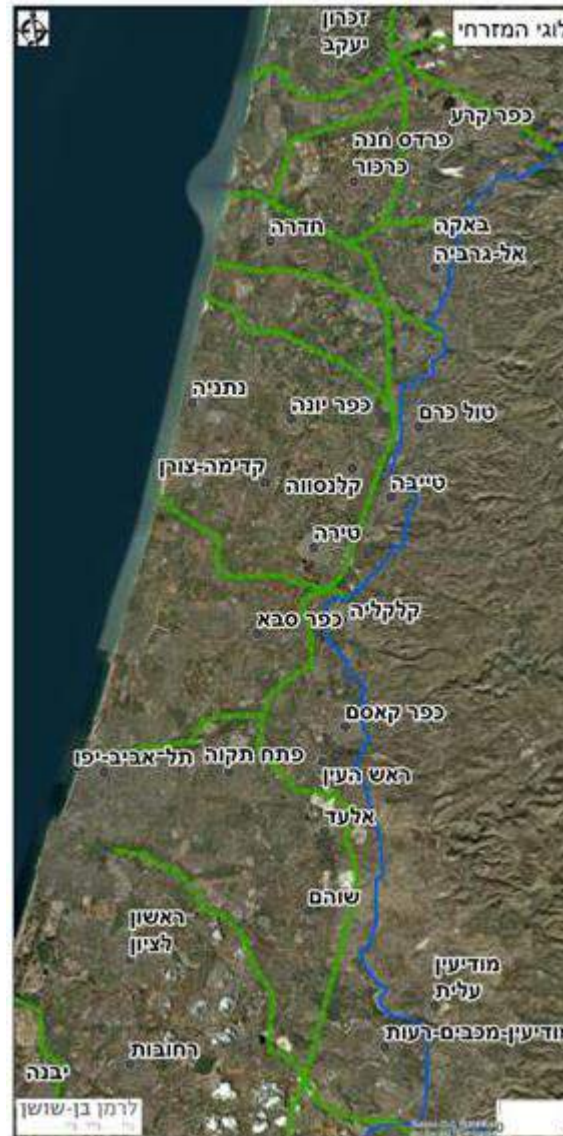 לוגי המזרחי
זכרון
יעקב
כפר קרע
פרדס חנה
כרכור
באקה
אל-גרביה
חדרה
נתניה
כפר יונה
טול כרם
קדימה-צורן
קלנסווה
טייבה
טירה
קלקליה
כפר סבא
כפר קאסם
תל-אביב-יפו
פתח תקוה
ראש העין
אלעד
שוהם
ראשון
לציון
מודיעין
עלית
מודיעין-מכבים-רעות
רחובות
יבנה
לרמן בן-שושן